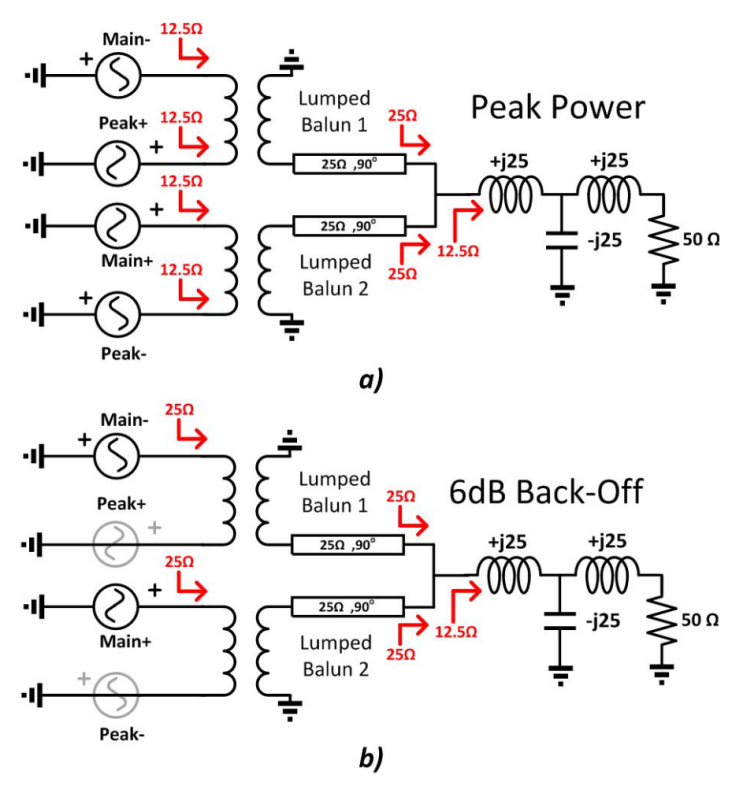 Main-
12.5Ω
Peak+
12.5Ω
Lumped
Balun 1
25Ω
Peak Power
+j25
+j25
25Ω ,90°
12.5Ω
25Ω ,90°
-j25
50 Ω
Main+
12.5Ω
Lumped
Balun 2
25Ω
12.5Ω
Peak-
a)
Main-
25Ω
Peak+
Lumped
Balun 1
25Ω
6dB Back-Off
+j25
+j25
25Ω ,90°
25Ω
25Ω ,90°
-j25
50 Ω
Main+
Lumped
Balun 2
25Ω
12.5Ω
Peak-
b)